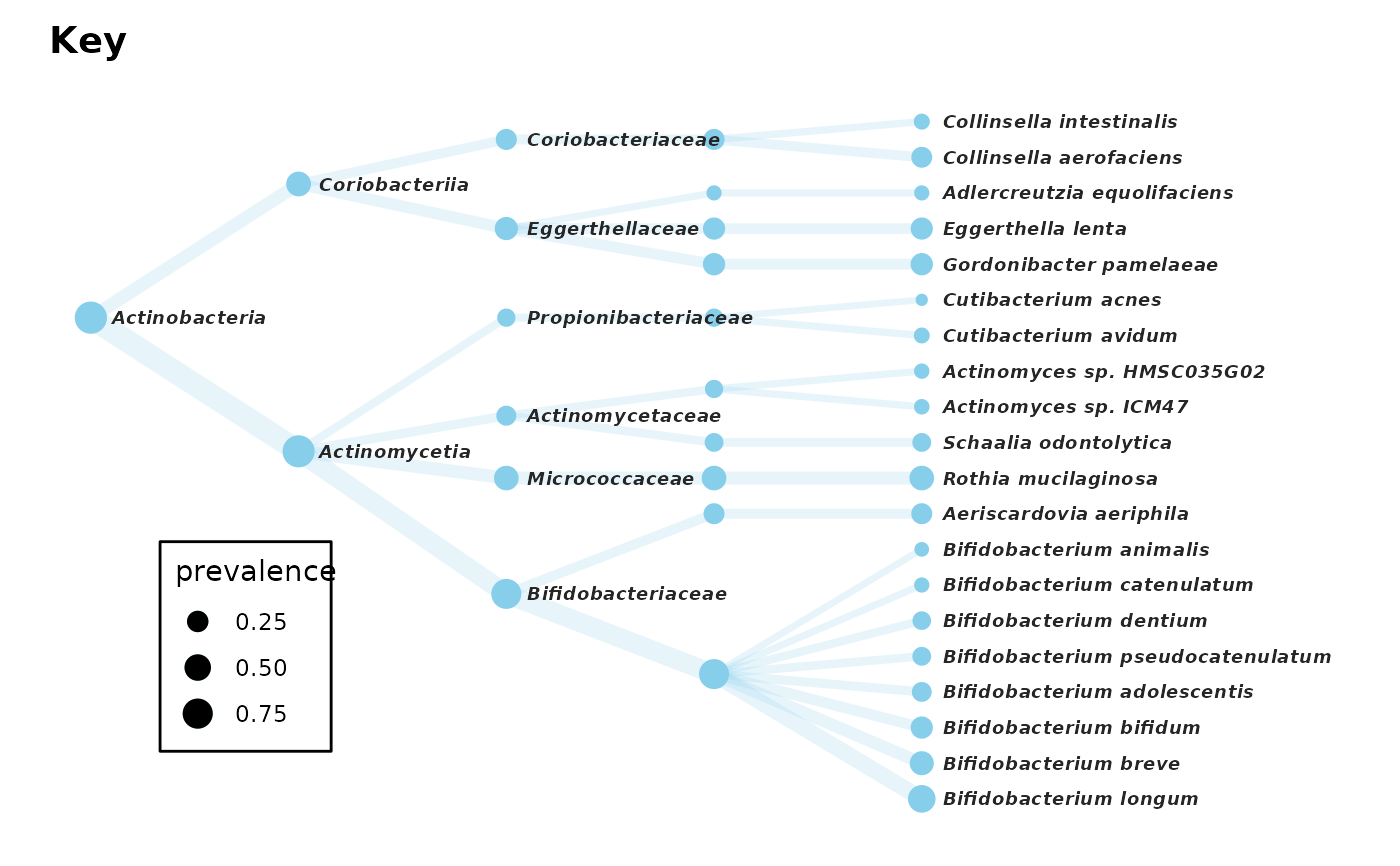 Key
Collinsella intestinalis
Coriobacteriaceae
Collinsella aerofaciens
Coriobacteriia
Adlercreutzia equolifaciens
Eggerthellaceae
Eggerthella lenta
Gordonibacter pamelaeae
Cutibacterium acnes
Actinobacteria
Propionibacteriaceae
Cutibacterium avidum
Actinomyces sp. HMSC035G02
Actinomyces sp. ICM47
Actinomycetaceae
Schaalia odontolytica
Actinomycetia
Micrococcaceae
Rothia mucilaginosa
Aeriscardovia aeriphila
Bifidobacterium animalis
Bifidobacterium catenulatum
Bifidobacteriaceae
Bifidobacterium dentium
Bifidobacterium pseudocatenulatum
Bifidobacterium adolescentis
Bifidobacterium bifidum
Bifidobacterium breve
Bifidobacterium longum
prevalence
0.25
0.50
0.75